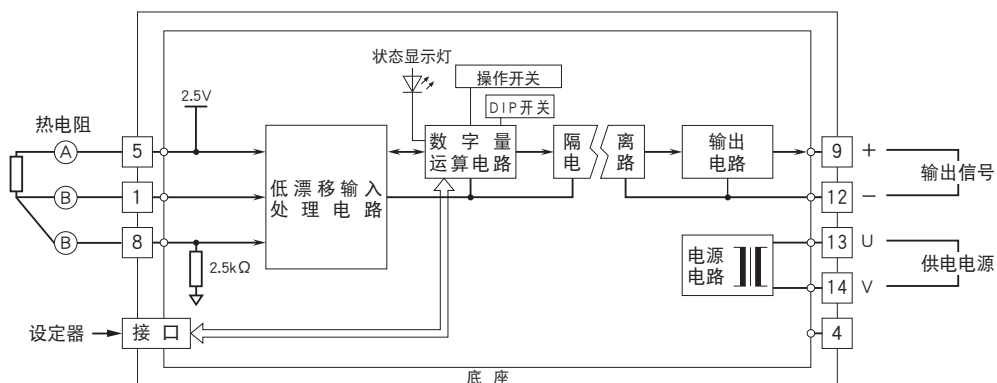 状态显示灯
操作开关
DIP开关
2.5V
热电阻
A
5
B
1
B
8
低漂移输入
处理电路
数字量
运算电路
隔离
电路
输出
电路
9
+
12
−
输出信号
2.5kΩ
电源
电路
13
U
14
V
供电电源
4
设定器
接口
底座